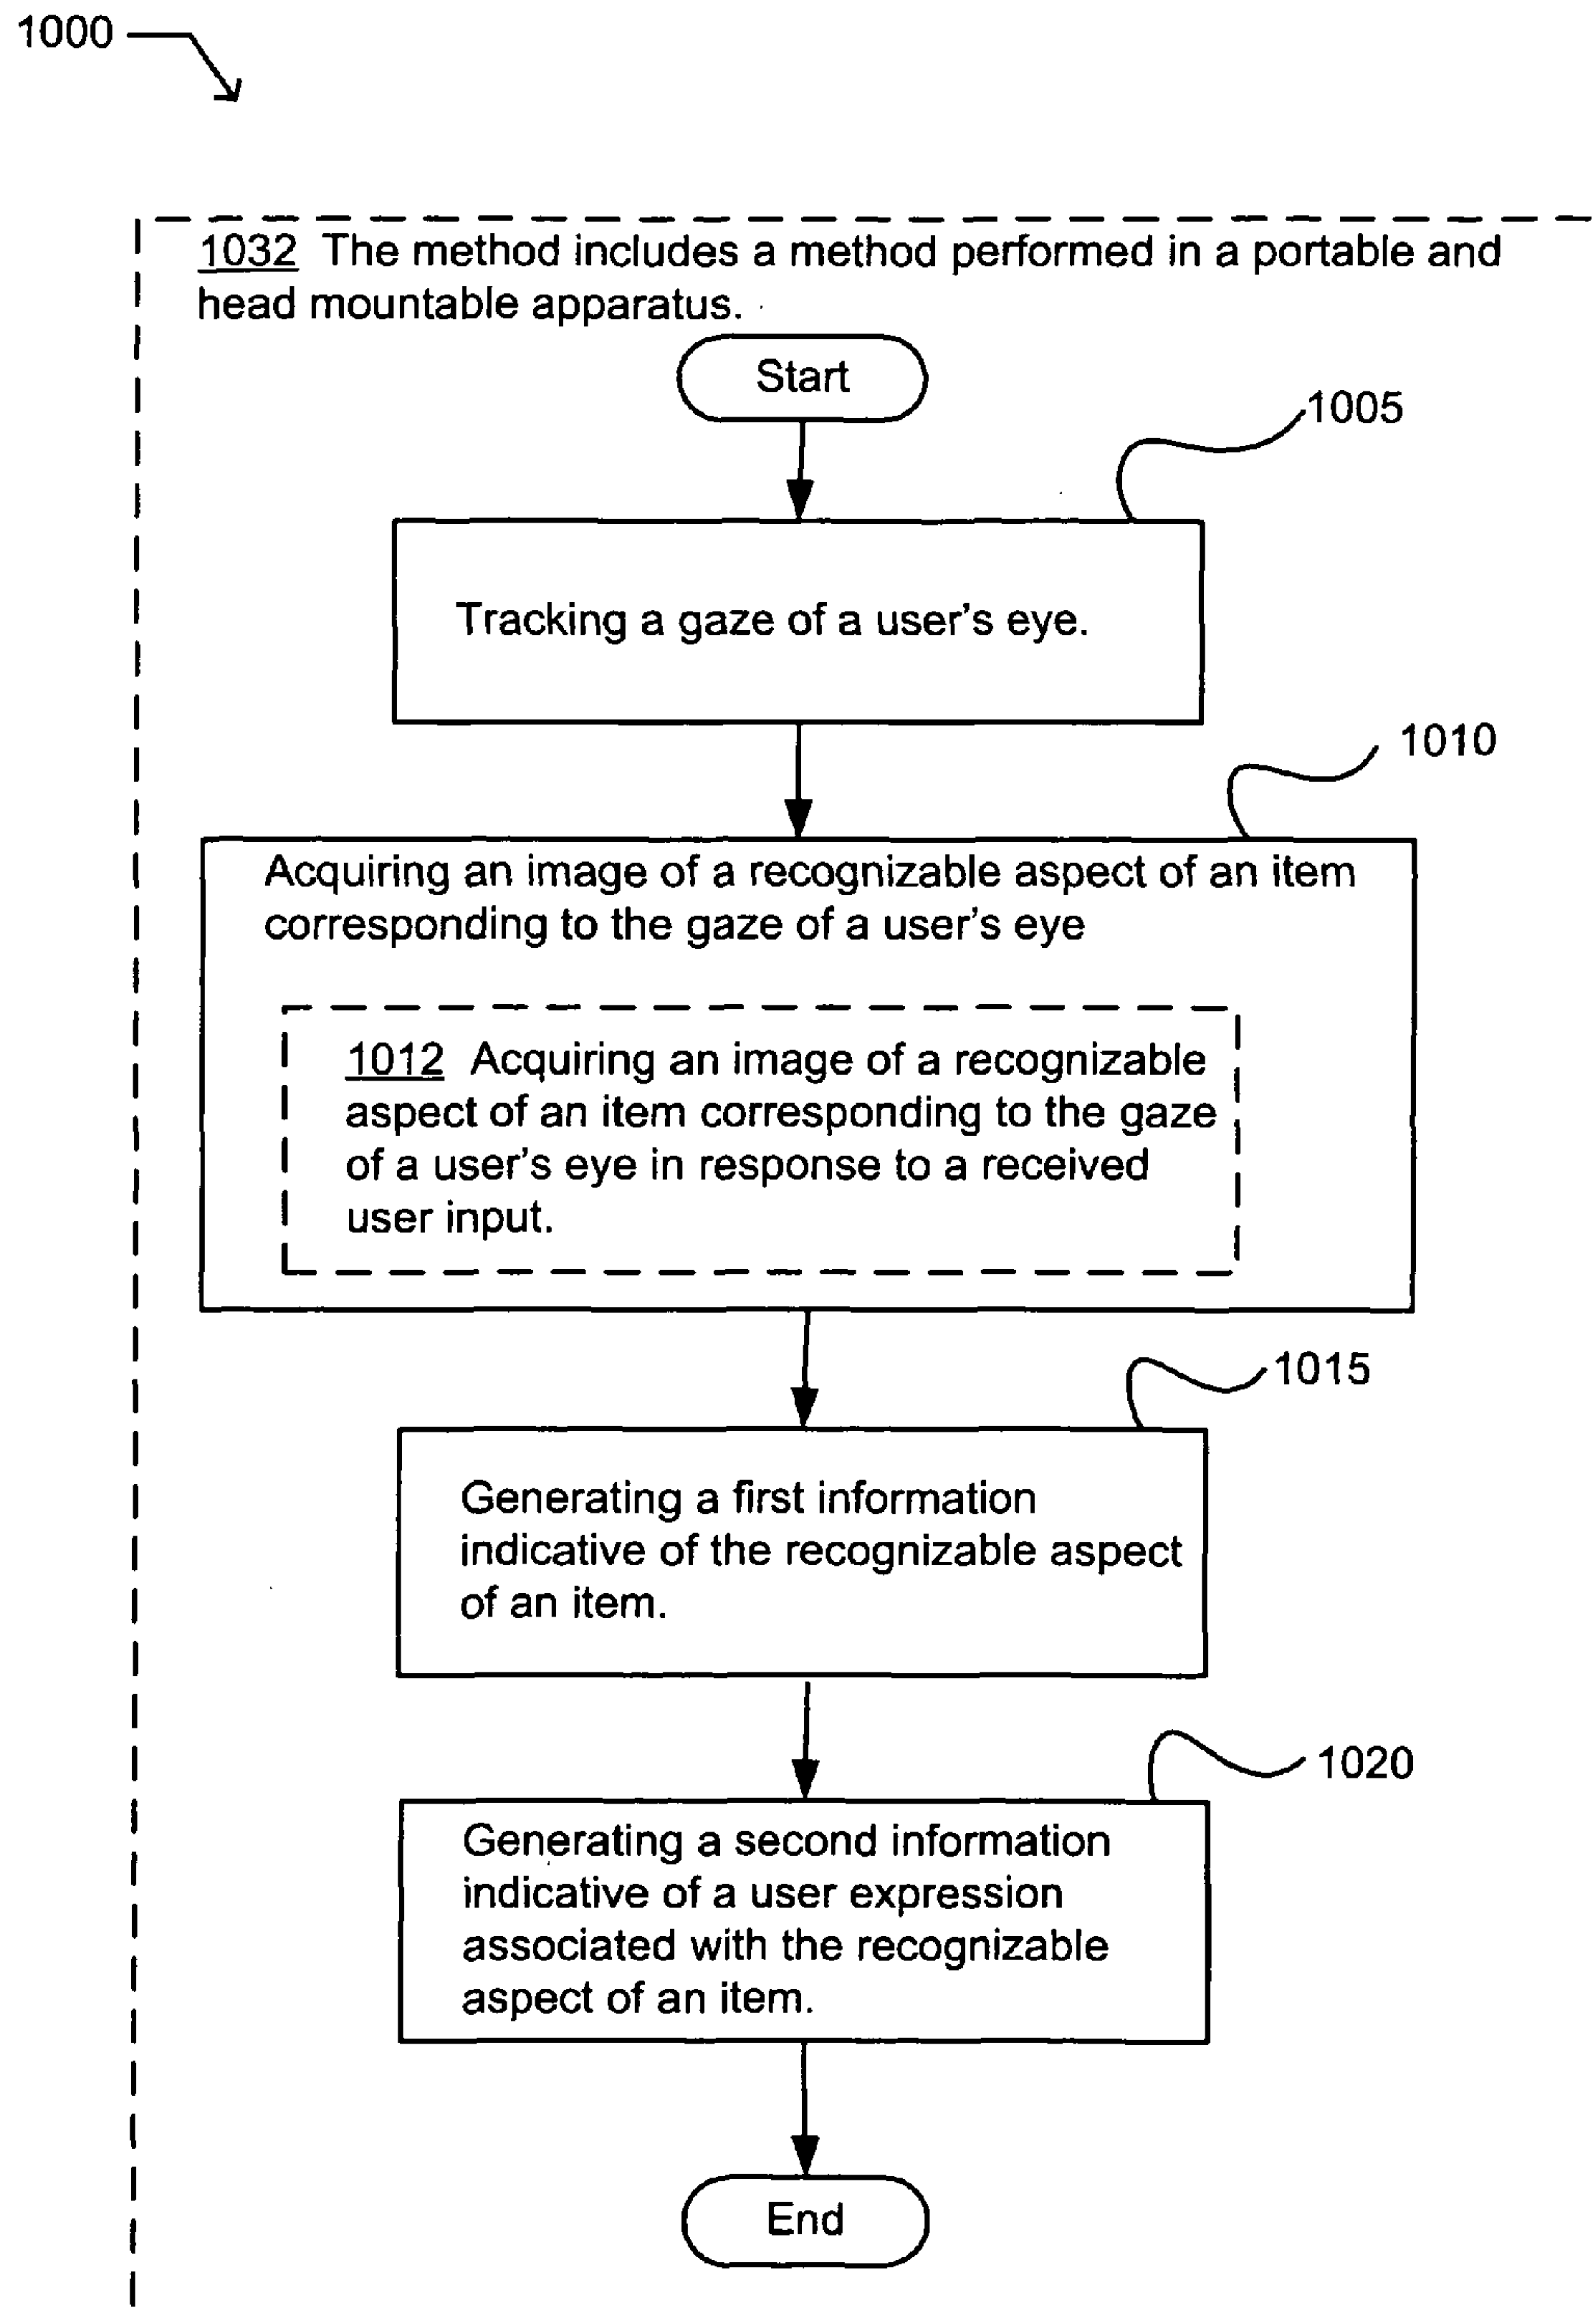 1000
1032 The method includes a method performed in a portable and
head mountable apparatus.
Start
1005
Tracking a gaze of a user's eye.
1010
Acquiring an image of a recognizable aspect of an item
corresponding to the gaze of a user's eye
1012 Acquiring an image of a recognizable
aspect of an item corresponding to the gaze
of a user's eye in response to a received
user input.
1015
Generating a first information
indicative of the recognizable aspect
of an item.
1020
Generating a second information
indicative of a user expression
associated with the recognizable
aspect of an item.
End